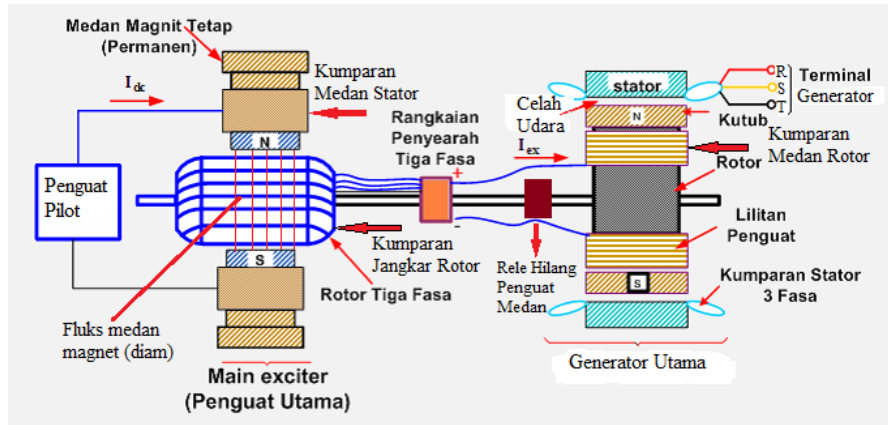 Medan Magnit Tetap
(Permanen)
I dc
Kumparan
Medan Stator
N
Penguat
Pilot
S
Fluks medan
magnet (diam)
Main exciter
(Penguat Utama)
Rotor Tiga Fasa
Kumparan
Jangkar Rotor
Rangkaian
Penyearah
Tiga Fasa
+
-
I ex
Rele Hilang
Penguat
Medan
stator
Celah
Udara
N
R
S
T
Terminal
Generator
Kutub
Kumparan
Medan Rotor
Rotor
Lilitan
Penguat
S
Kumparan Stator
3 Fasa
Generator Utama